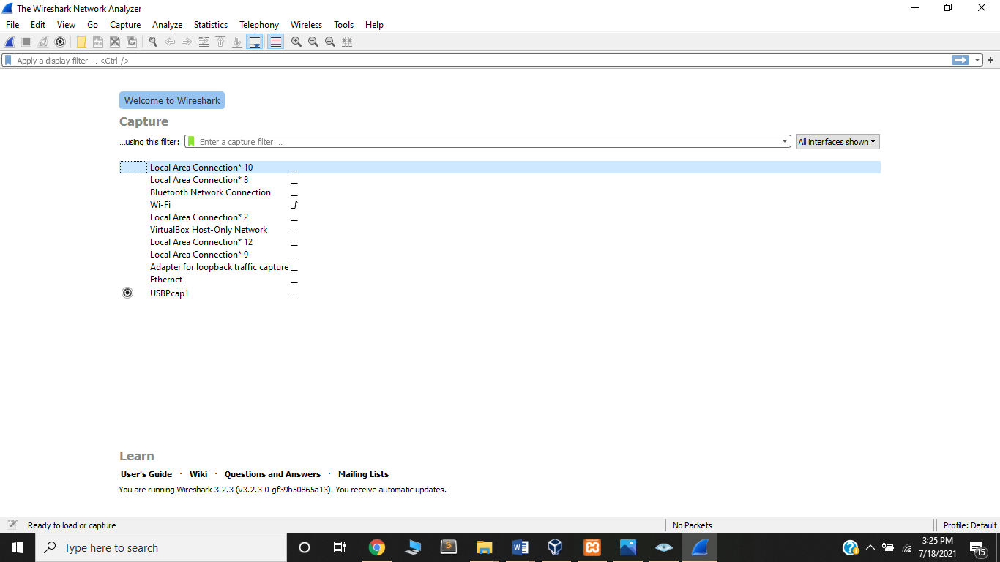 The Wireshark Network Analyzer
File Edit View Go Capture Analyze Statistics Telephony Wireless Tools Help
Apply a display filter ... <Ctrl-/>
Welcome to Wireshark
Capture
...using this filter: Enter a capture filter ... All interfaces shown
Local Area Connection* 10
Local Area Connection* 8
Bluetooth Network Connection
Wi-Fi
Local Area Connection* 2
VirtualBox Host-Only Network
Local Area Connection* 12
Local Area Connection* 9
Adapter for loopback traffic capture
Ethernet
USBPcap1
Learn
User's Guide · Wiki · Questions and Answers · Mailing Lists
You are running Wireshark 3.2.3 (v3.2.3-0-gf39b50865a13). You receive automatic updates.
Ready to load or capture No Packets Profile: Default
Type here to search
3:25 PM
7/18/2021
15